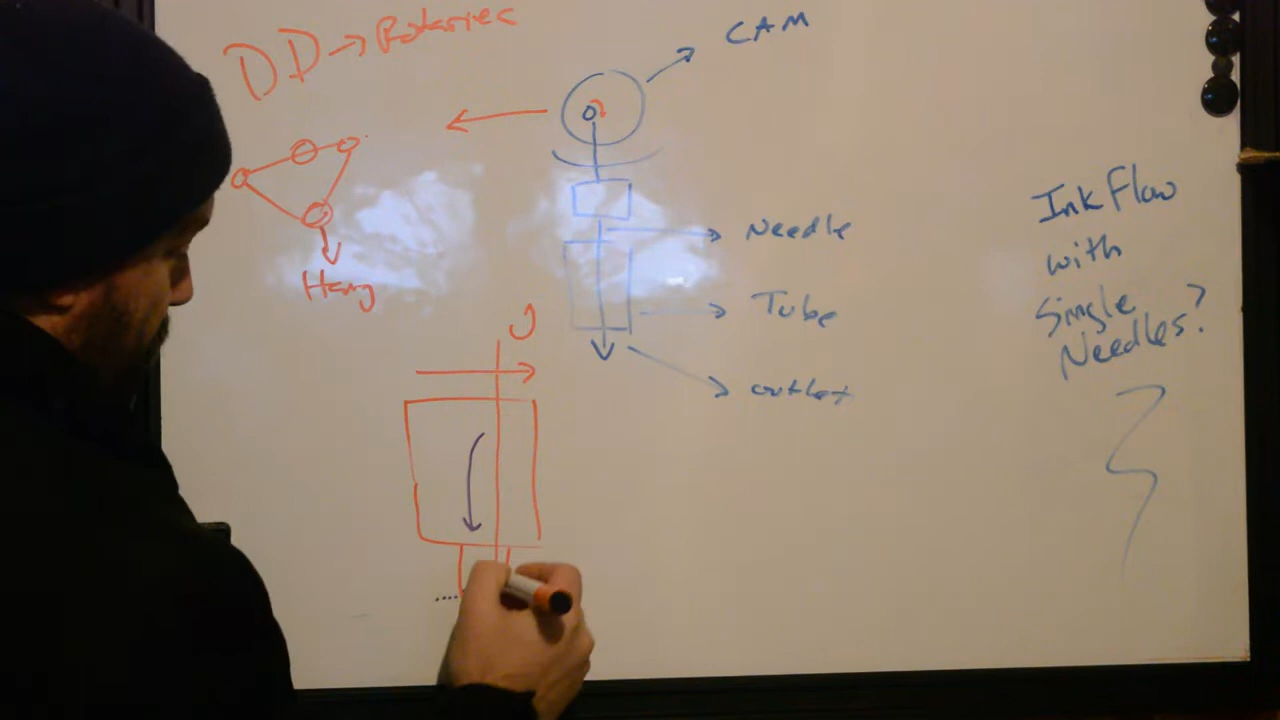 DD → Rotaries
CAM
Hang
Needle
Tube
outlet
Ink Flow
with
Single
Needles?